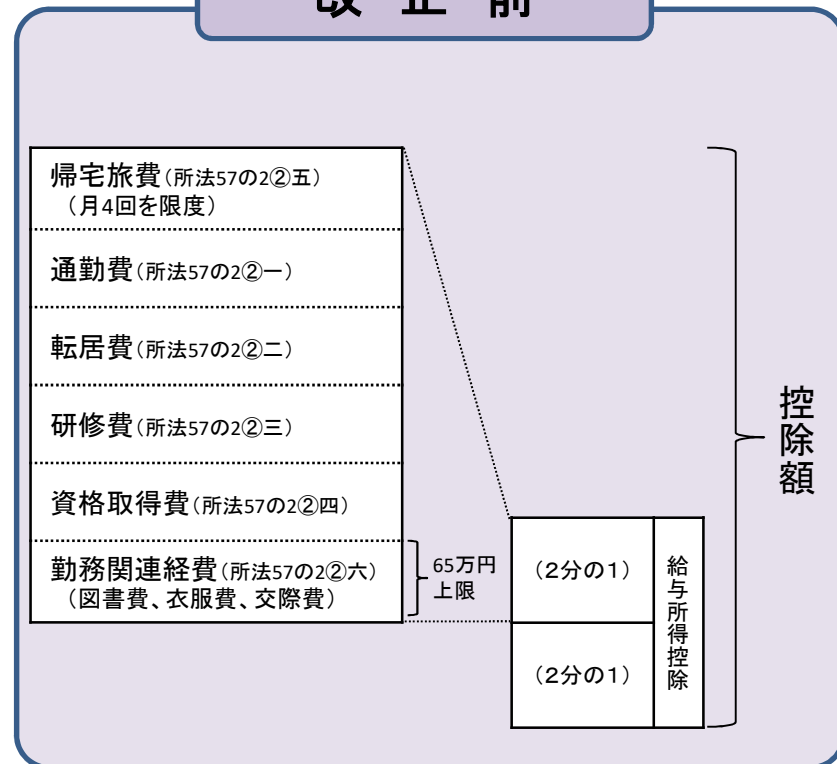 改正前
帰宅旅費(所法57の2②五)
(月4回を限度)
通勤費(所法57の2②一)
転居費(所法57の2②二)
研修費(所法57の2②三)
資格取得費(所法57の2②四)
勤務関連経費(所法57の2②六)
(図書費、衣服費、交際費)
65万円
上限
(2分の1)
(2分の1)
給与所得控除
控除額